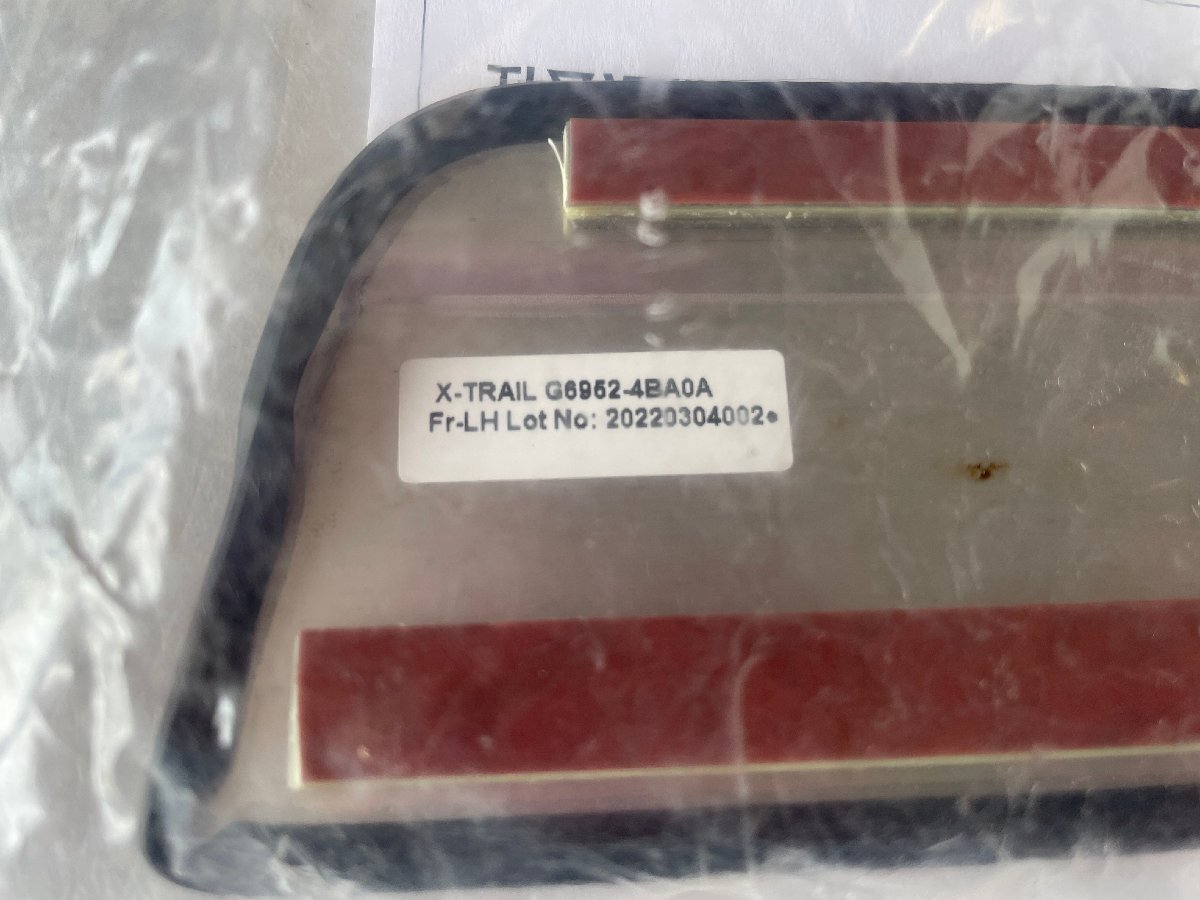 X-TRAIL G6952-4BA0A
Fr-LH Lot No: 20220304002